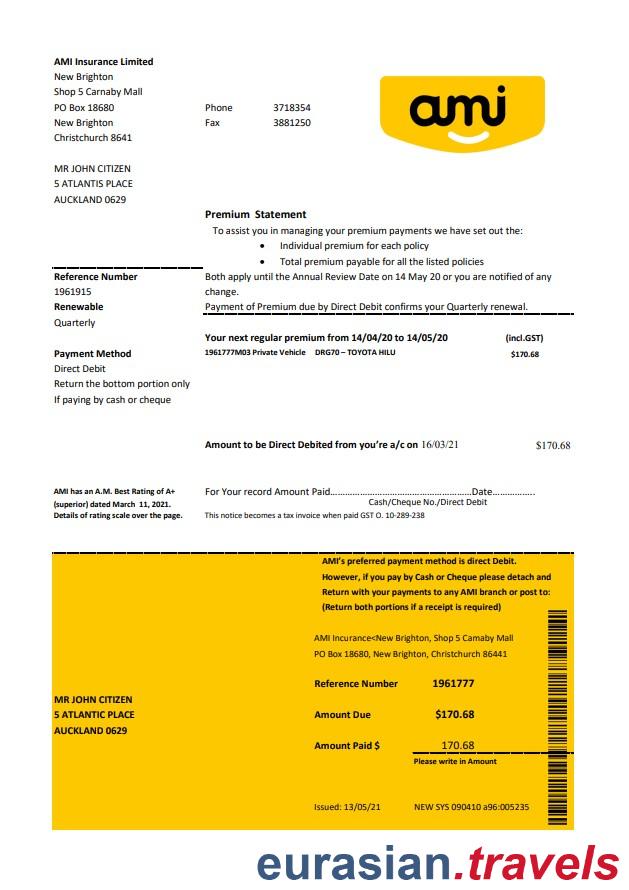 AMI Insurance Limited
New Brighton
Shop 5 Carnaby Mall
PO Box 18680
New Brighton
Christchurch 8641
Phone 3718354
Fax 3881250
ami
MR JOHN CITIZEN
5 ATLANTIS PLACE
AUCKLAND 0629
Premium Statement
To assist you in managing your premium payments we have set out the:
• Individual premium for each policy
• Total premium payable for all the listed policies
Both apply until the Annual Review Date on 14 May 20 or you are notified of any
change.
Payment of Premium due by Direct Debit confirms your Quarterly renewal.
Reference Number
1961915
Renewable
Quarterly
Payment Method
Direct Debit
Return the bottom portion only
If paying by cash or cheque
Your next regular premium from 14/04/20 to 14/05/20 (incl.GST)
1961777M03 Private Vehicle DRG70 – TOYOTA HILU $170.68
Amount to be Direct Debited from you're a/c on 16/03/21 $170.68
AMI has an A.M. Best Rating of A+
(superior) dated March 11, 2021.
Details of rating scale over the page.
For Your record Amount Paid……………………………………………Date……………
Cash/Cheque No./Direct Debit
This notice becomes a tax invoice when paid GST O. 10-289-238
AMI's preferred payment method is direct Debit.
However, if you pay by Cash or Cheque please detach and
Return with your payments to any AMI branch or post to:
(Return both portions if a receipt is required)
AMI Incurance<New Brighton, Shop 5 Camaby Mall
PO Box 18680, New Brighton, Christchurch 86441
MR JOHN CITIZEN
5 ATLANTIC PLACE
AUCKLAND 0629
Reference Number 1961777
Amount Due $170.68
Amount Paid $ 170.68
Please write in Amount
Issued: 13/05/21 NEW SYS 090410 a96:005235
eurasian.travels